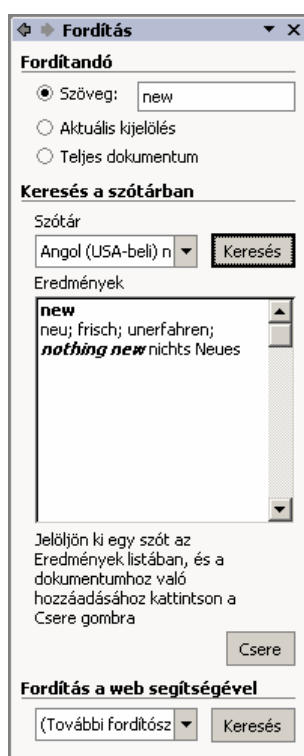 Fordítás
Fordítandó
Szöveg: new
Aktuális kijelölés
Teljes dokumentum
Keresés a szótárban
Szótár
Angol (USA-beli) n Keresés
Eredmények
new
neu; frisch; unerfahren;
nothing new nichts Neues
Jelöljön ki egy szót az
Eredmények listában, és a
dokumentumhoz való
hozzáadásához kattintson a
Csere gombra
Csere
Fordítás a web segítségével
(További fordítósz Keresés